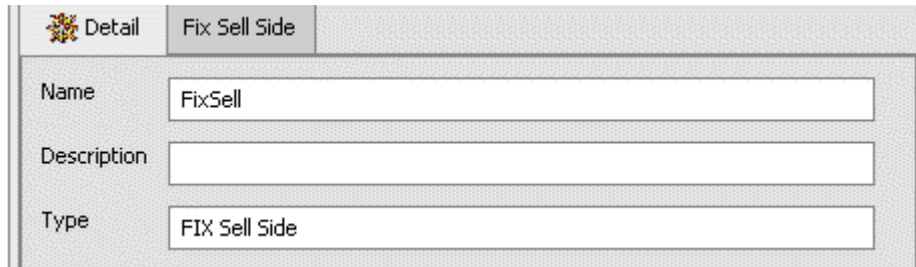 Detail Fix Sell Side
Name FixSell
Description
Type FIX Sell Side